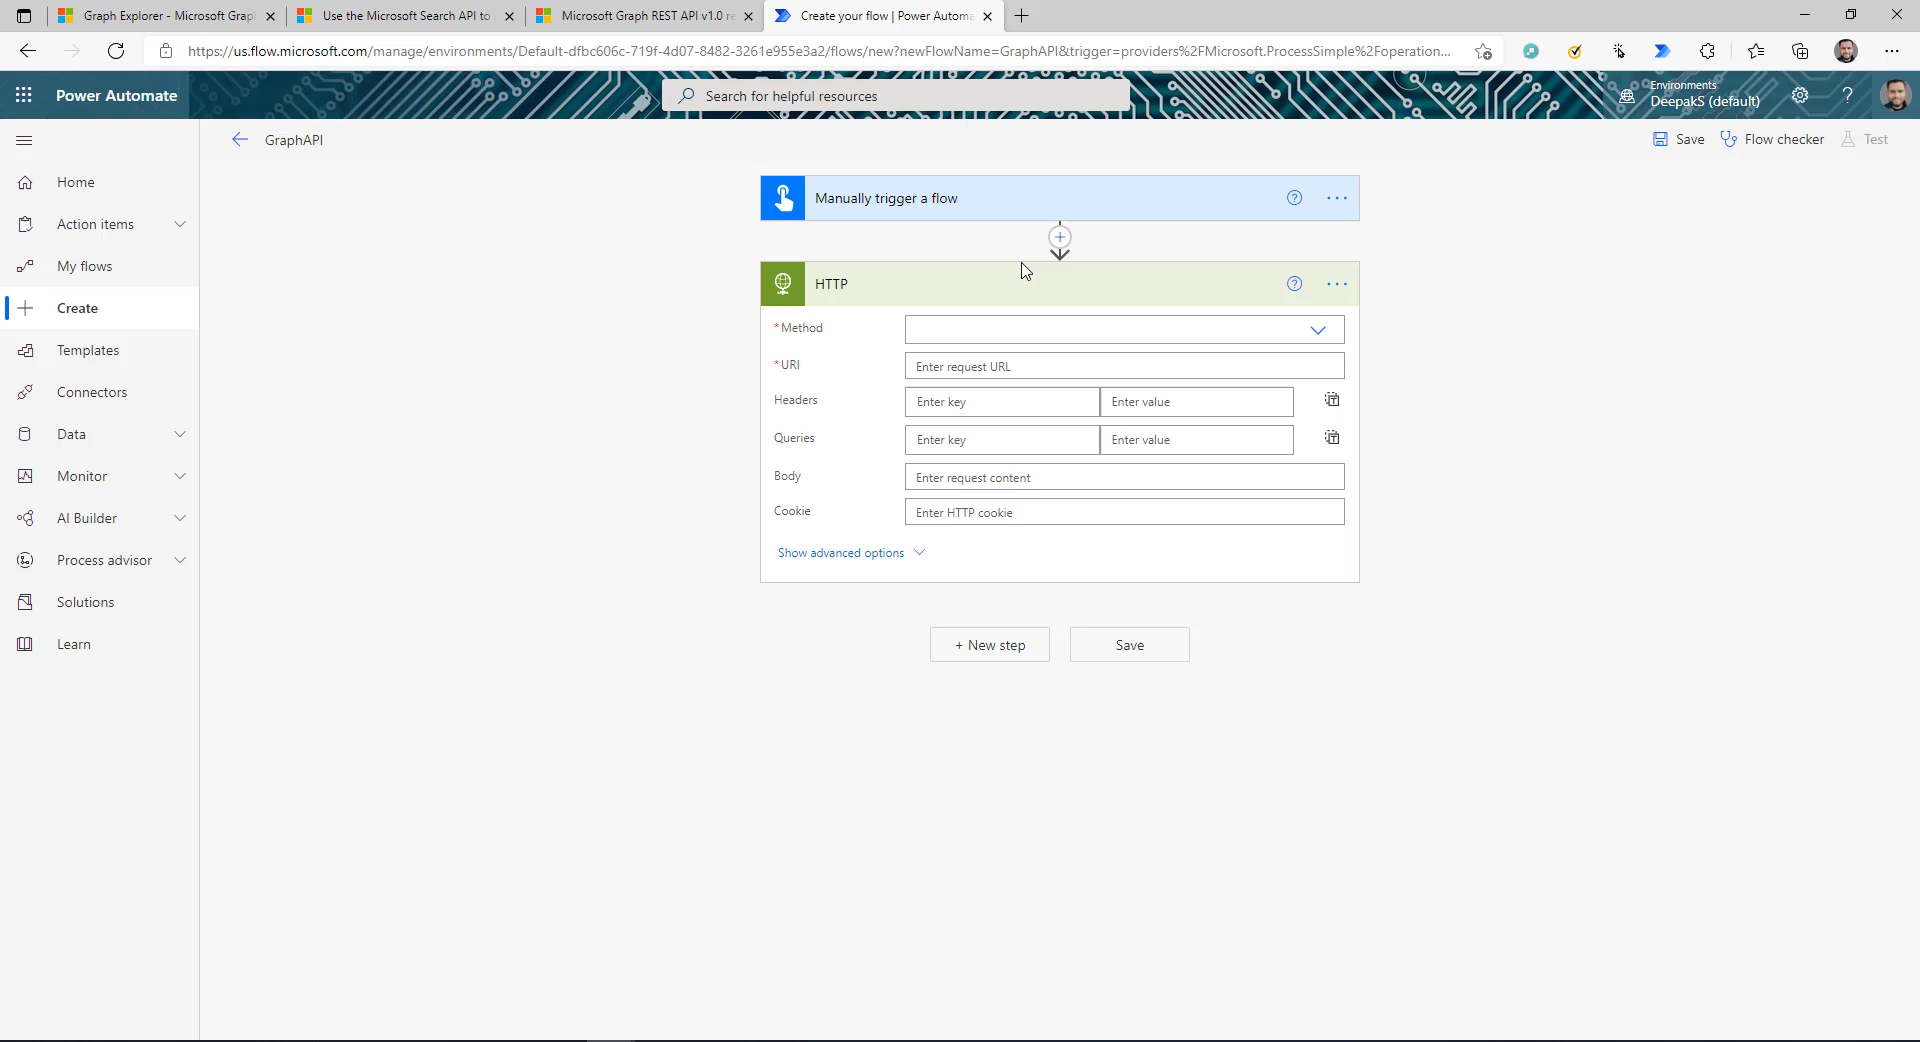 Graph Explorer - Microsoft Grap
Use the Microsoft Search API to
Microsoft Graph REST API v1.0 re
Create your flow | Power Automa
https://us.flow.microsoft.com/manage/environments/Default-dfbc606c-719f-4d07-8482-3261e955e3a2/flows/new?newFlowName=GraphAPI&trigger=providers%2FMicrosoft.ProcessSimple%2Foperation...
Power Automate
Search for helpful resources
Environments
DeepakS (default)
?
GraphAPI
Save
Flow checker
Test
Home
Action items
My flows
Create
Templates
Connectors
Data
Monitor
AI Builder
Process advisor
Solutions
Learn
Manually trigger a flow
?
...
HTTP
?
...
* Method
* URI
Enter request URL
Headers
Enter key
Enter value
Queries
Enter key
Enter value
Body
Enter request content
Cookie
Enter HTTP cookie
Show advanced options
+ New step
Save